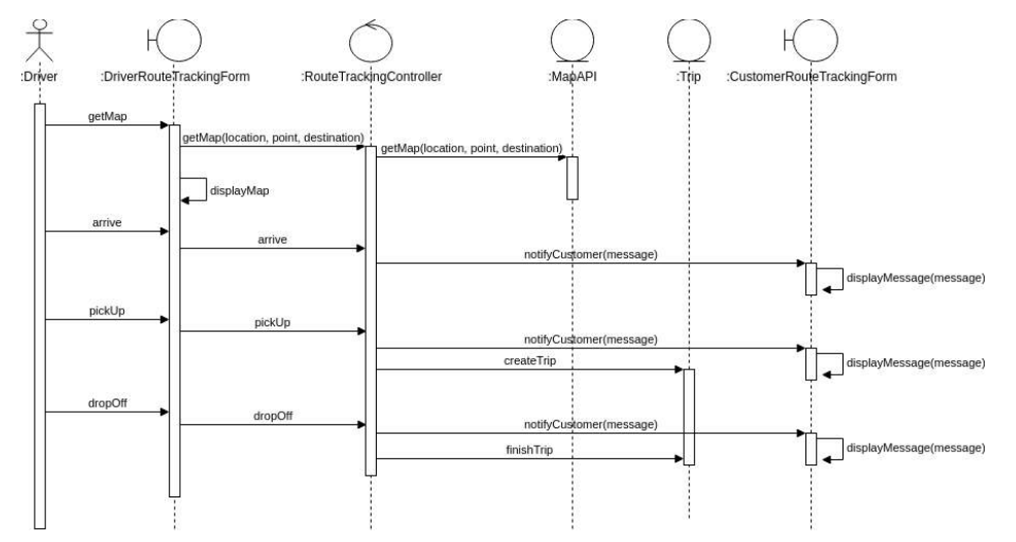 :Driver
:DriverRouteTrackingForm
:RouteTrackingController
:MapAPI
:Trip
:CustomerRouteTrackingForm
getMap
getMap(location, point, destination)
getMap(location, point, destination)
displayMap
arrive
arrive
notifyCustomer(message)
displayMessage(message)
pickUp
pickUp
notifyCustomer(message)
createTrip
displayMessage(message)
dropOff
dropOff
notifyCustomer(message)
displayMessage(message)
finishTrip